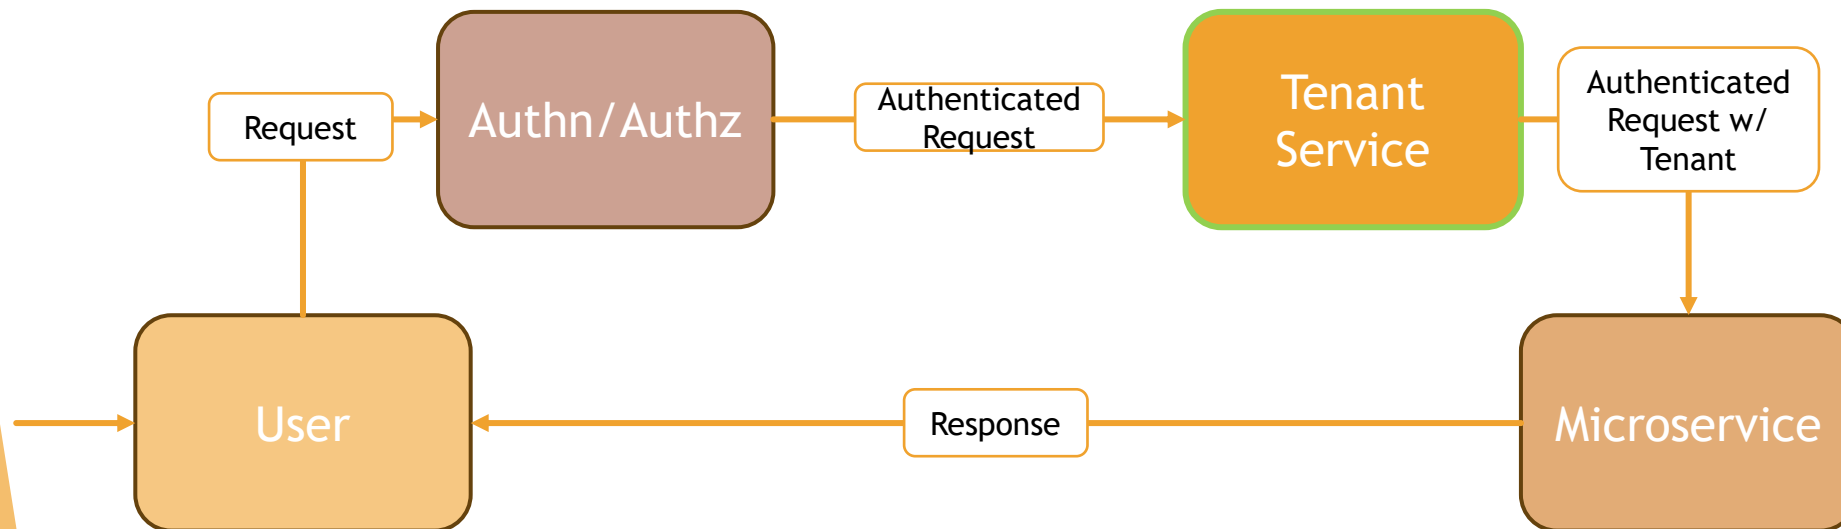 Request
Authn/Authz
Authenticated
Request
Tenant
Service
Authenticated
Request w/
Tenant
User
Response
Microservice